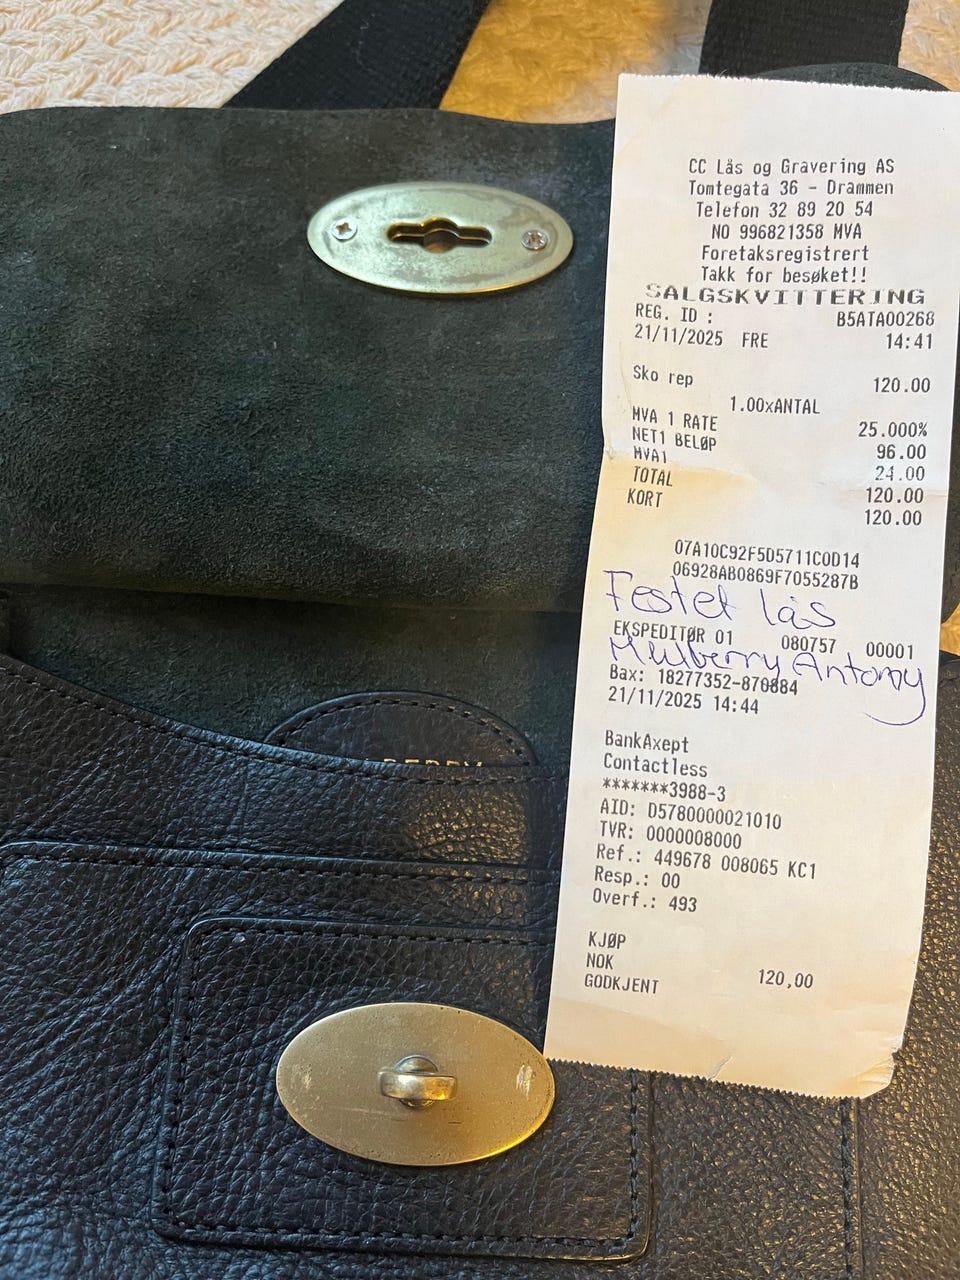 CC Lås og Gravering AS
Tomtegata 36 - Drammen
Telefon 32 89 20 54
NO 996821358 MVA
Foretaksregistrert
Takk for besøket!!
SALGSKVITTERING
REG. ID : B5ATA00268
21/11/2025 FRE 14:41
Sko rep 120.00
1.00xANTAL
MVA 1 RATE 25.000%
NET1 BELØP 96.00
MVA1 24.00
TOTAL 120.00
KORT 120.00
07A10C92F5D5711C0D14
06928AB0869F7055287B
Festet lås
EKSPEDITØR 01 080757 00001
Mulberry Antony
Bax: 18277352-870884
21/11/2025 14:44
BankAxept
Contactless
*******3988-3
AID: D5780000021010
TVR: 0000008000
Ref.: 449678 008065 KC1
Resp.: 00
Overf.: 493
KJØP
NOK 120,00
GODKJENT
BERRY